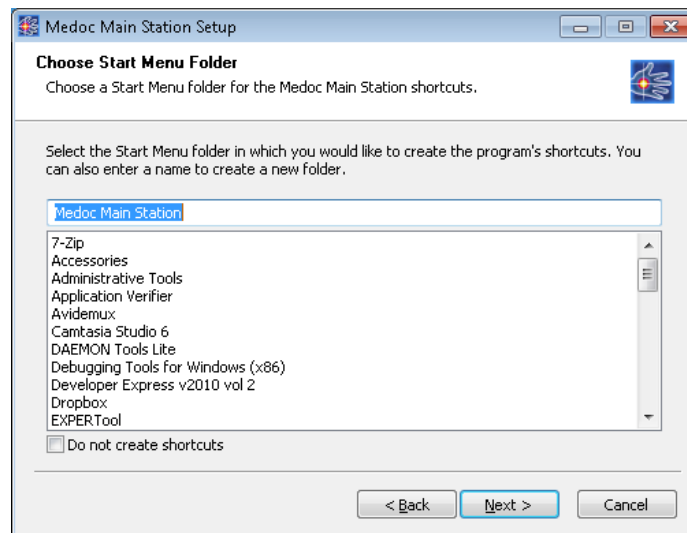 Medoc Main Station Setup
Choose Start Menu Folder
Choose a Start Menu folder for the Medoc Main Station shortcuts.
Select the Start Menu folder in which you would like to create the program's shortcuts. You
can also enter a name to create a new folder.
Medoc Main Station
7-Zip
Accessories
Administrative Tools
Application Verifier
Avidemux
Camtasia Studio 6
DAEMON Tools Lite
Debugging Tools for Windows (x86)
Developer Express v2010 vol 2
Dropbox
EXPERTool
Do not create shortcuts
< Back Next > Cancel